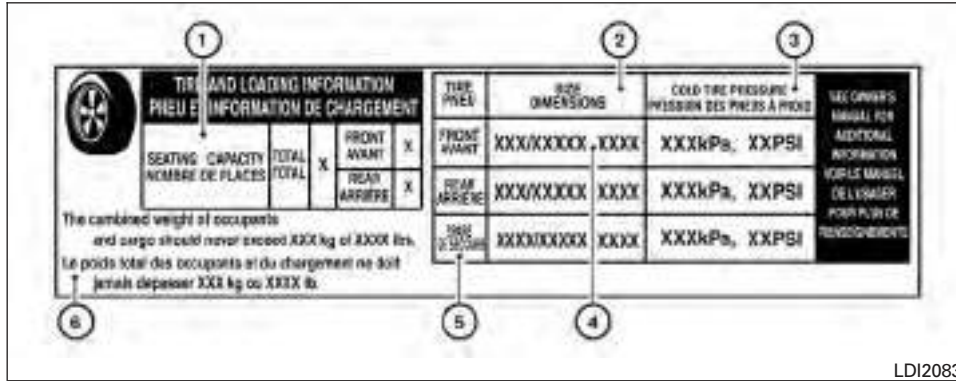 1 2 3
TIRE AND LOADING INFORMATION
PNEU ET INFORMATION DE CHARGEMENT
SEATING CAPACITY
NOMBRE DE PLACES
TOTAL
TOTAL
X
FRONT
AVANT
X
REAR
ARRIÈRE
X
The combined weight of occupants
and cargo should never exceed XXX kg or XXXX lbs.
Le poids total des occupants et du chargement ne doit
jamais depasser XXX kg ou XXXX lb.
TIRE
PNEU
SIZE
DIMENSIONS
COLD TIRE PRESSURE
PRESSION DES PNEUS À FROID
FRONT
AVANT
XXX/XXXXX XXXX
XXXkPa, XXPSI
REAR
ARRIÈRE
XXX/XXXXX XXXX
XXXkPa, XXPSI
SPARE
DE SECOURS
XXXX/XXXXX XXXX
XXXkPa, XXPSI
SEE OWNER'S
MANUAL FOR
ADDITIONAL
INFORMATION
VOIR LE MANUEL
DE L'USAGER
POUR PLUS DE
RENSEIGNEMENTS
6 5 4
LDI2083